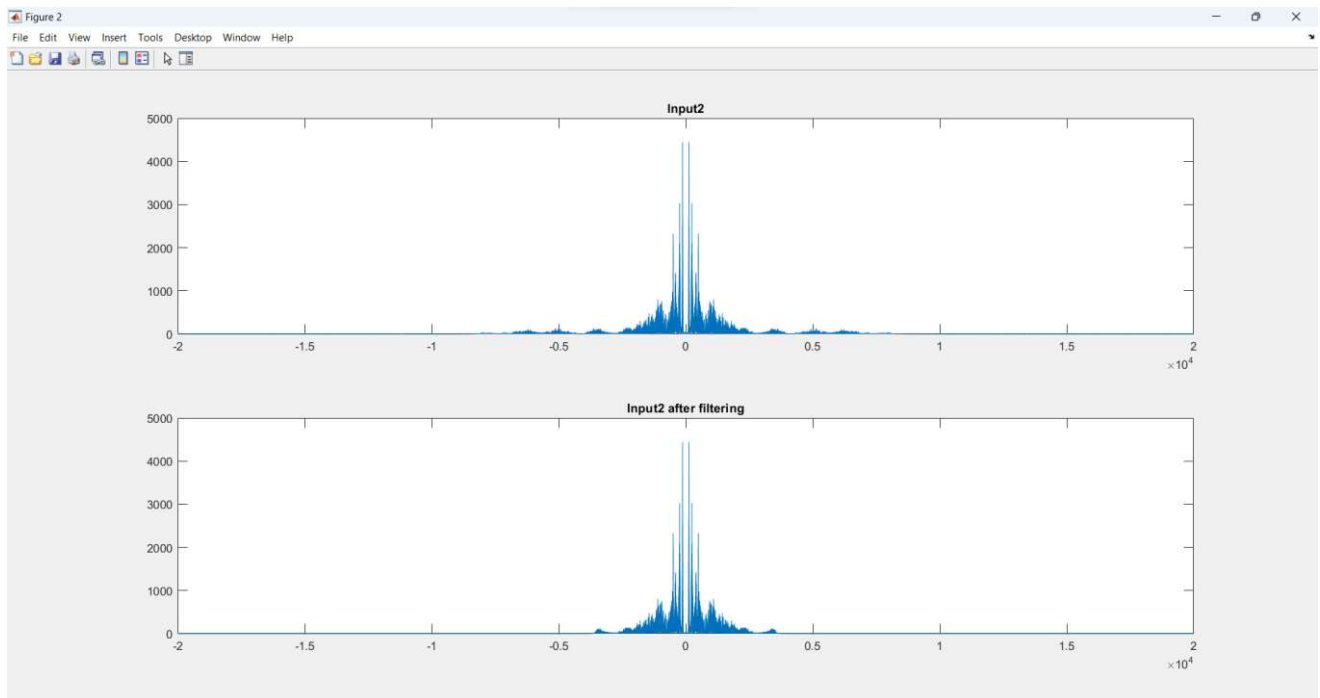 Figure 2
File Edit View Insert Tools Desktop Window Help
Input2
5000
4000
3000
2000
1000
0
-2 -1.5 -1 -0.5 0 0.5 1 1.5 2
×10⁴
Input2 after filtering
5000
4000
3000
2000
1000
0
-2 -1.5 -1 -0.5 0 0.5 1 1.5 2
×10⁴